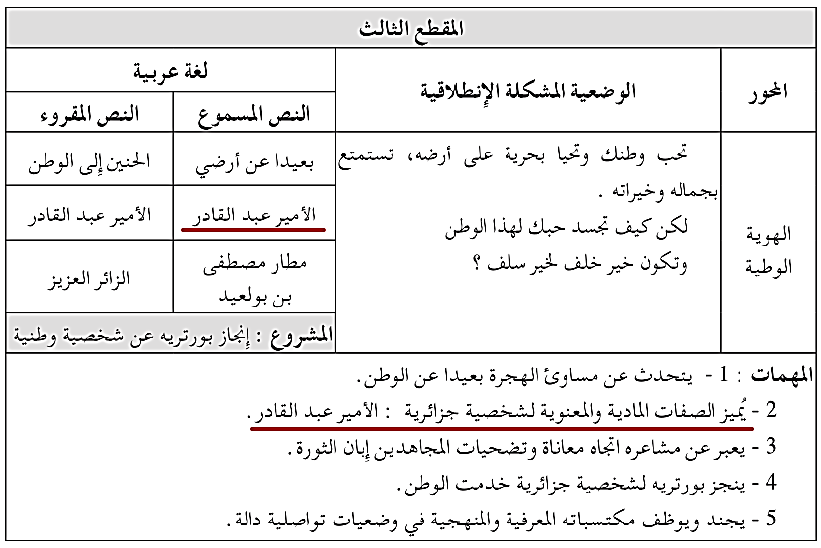 المقطع الثالث
المحور
الوضعية المشكلة الإنطلاقية
لغة عربية
النص المسموع
النص المقروء
الهوية
الوطية
تحب وطنك وتحيا بحرية على أرضه، تستمتع
بجماله وخيراته .
لكن كيف تجسد حبك لهذا الوطن
وتكون خير خلف لخير سلف ؟
بعيدا عن أرضي
الحنين إلى الوطن
الأمير عبد القادر
الأمير عبد القادر
مطار مصطفى
بن بولعيد
الزائر العزيز
المشروع : إنجاز بورتريه عن شخصية وطنية
المهمات : 1 - يتحدث عن مساوئ الهجرة بعيدا عن الوطن.
2 - يُميز الصفات المادية والمعنوية لشخصية جزائرية : الأمير عبد القادر.
3 - يعبر عن مشاعره اتجاه معاناة وتضحيات المجاهدين إبان الثورة.
4 - ينجز بورتريه لشخصية جزائرية خدمت الوطن.
5 - يجند ويوظف مكتسباته المعرفية والمنهجية في وضعيات تواصلية دالة.